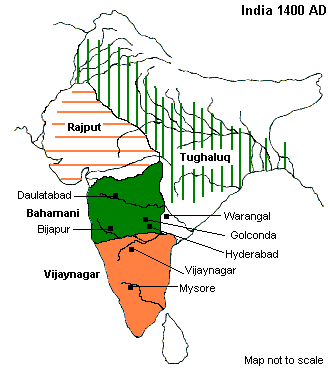 India 1400 AD
Rajput
Tughaluq
Daulatabad
Bahamani
Bijapur
Warangal
Golconda
Hyderabad
Vijaynagar
Vijaynagar
Mysore
Map not to scale